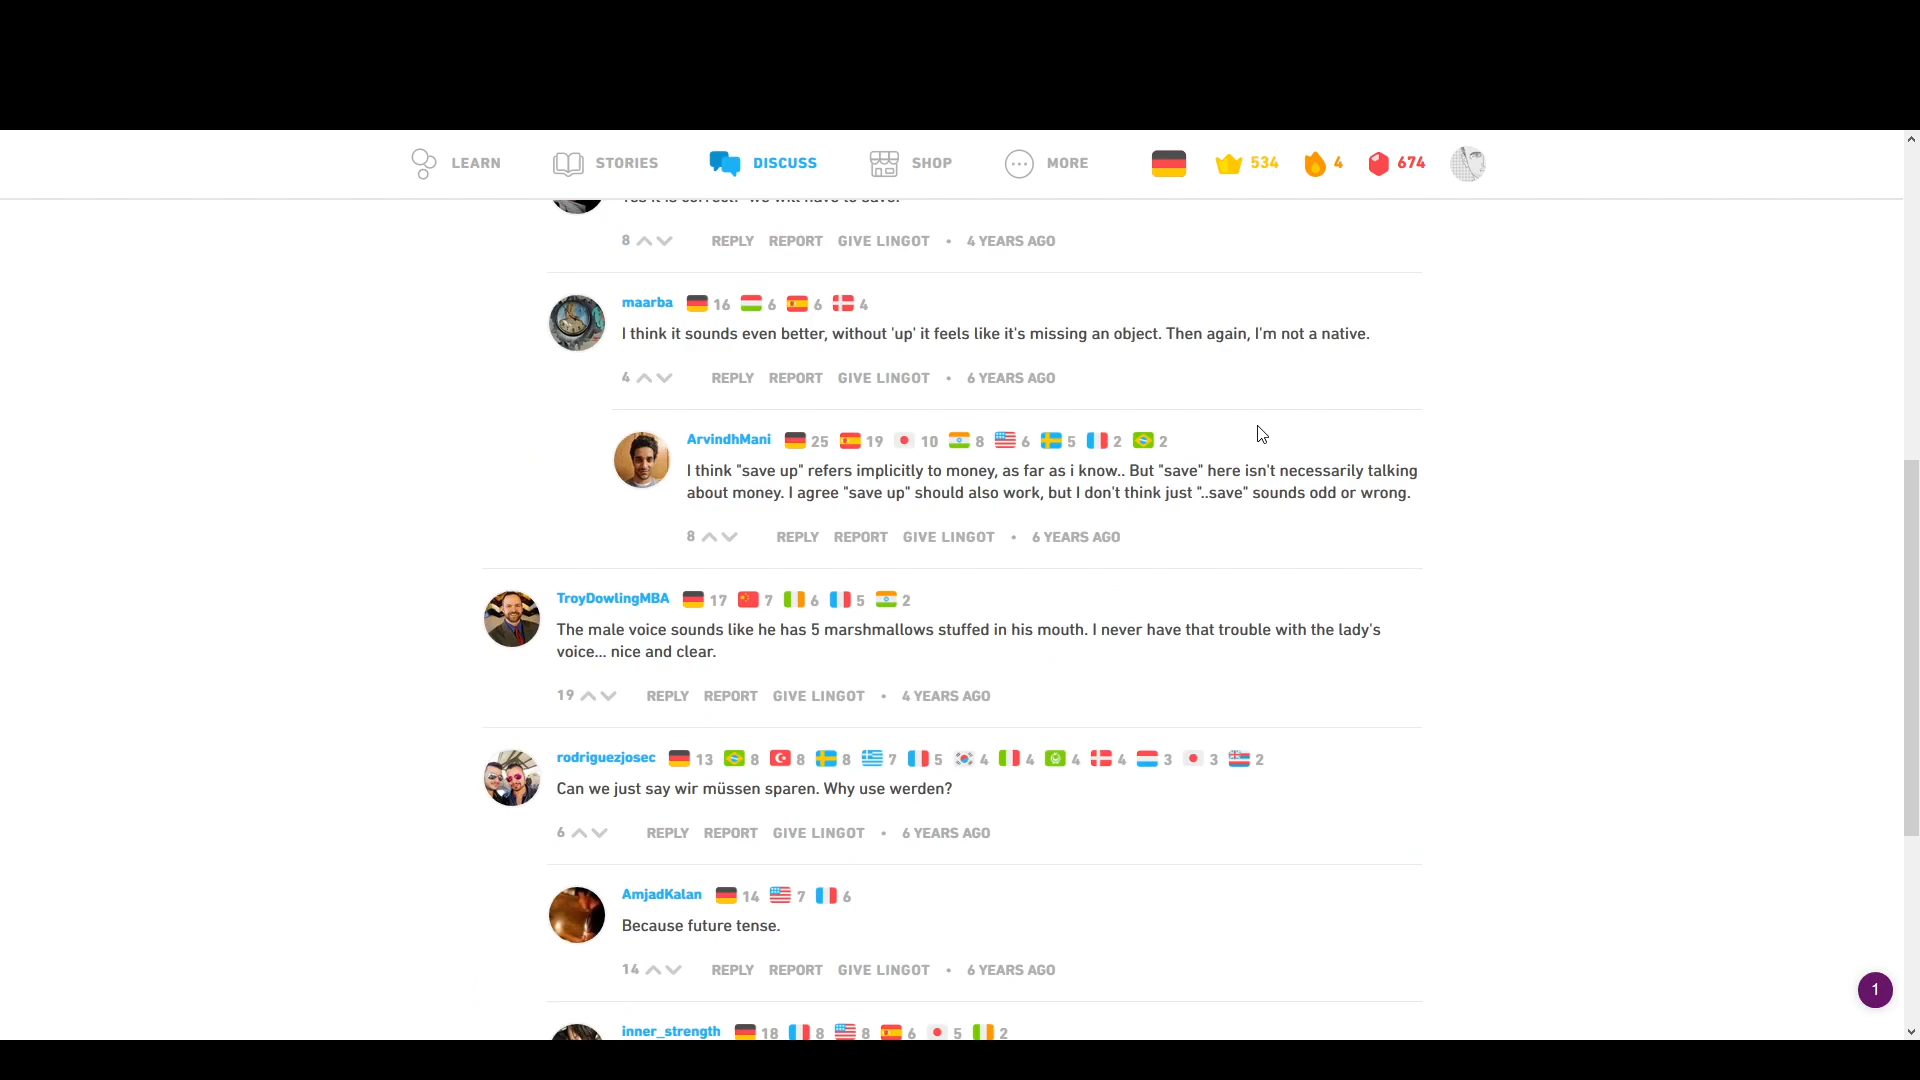 LEARN STORIES DISCUSS SHOP MORE 534 4 674
Yes it is correct. "we will have to save.
8 REPLY REPORT GIVE LINGOT • 4 YEARS AGO
maarba 16 6 6 4
I think it sounds even better, without 'up' it feels like it's missing an object. Then again, I'm not a native.
4 REPLY REPORT GIVE LINGOT • 6 YEARS AGO
ArvindhMani 25 19 10 8 6 5 2 2
I think "save up" refers implicitly to money, as far as i know.. But "save" here isn't necessarily talking
about money. I agree "save up" should also work, but I don't think just "..save" sounds odd or wrong.
8 REPLY REPORT GIVE LINGOT • 6 YEARS AGO
TroyDowlingMBA 17 7 6 5 2
The male voice sounds like he has 5 marshmallows stuffed in his mouth. I never have that trouble with the lady's
voice... nice and clear.
19 REPLY REPORT GIVE LINGOT • 4 YEARS AGO
rodriguezjosec 13 8 8 8 7 5 4 4 4 4 3 3 2
Can we just say wir müssen sparen. Why use werden?
6 REPLY REPORT GIVE LINGOT • 6 YEARS AGO
AmjadKalan 14 7 6
Because future tense.
14 REPLY REPORT GIVE LINGOT • 6 YEARS AGO
1
inner_strength 18 8 8 6 5 2